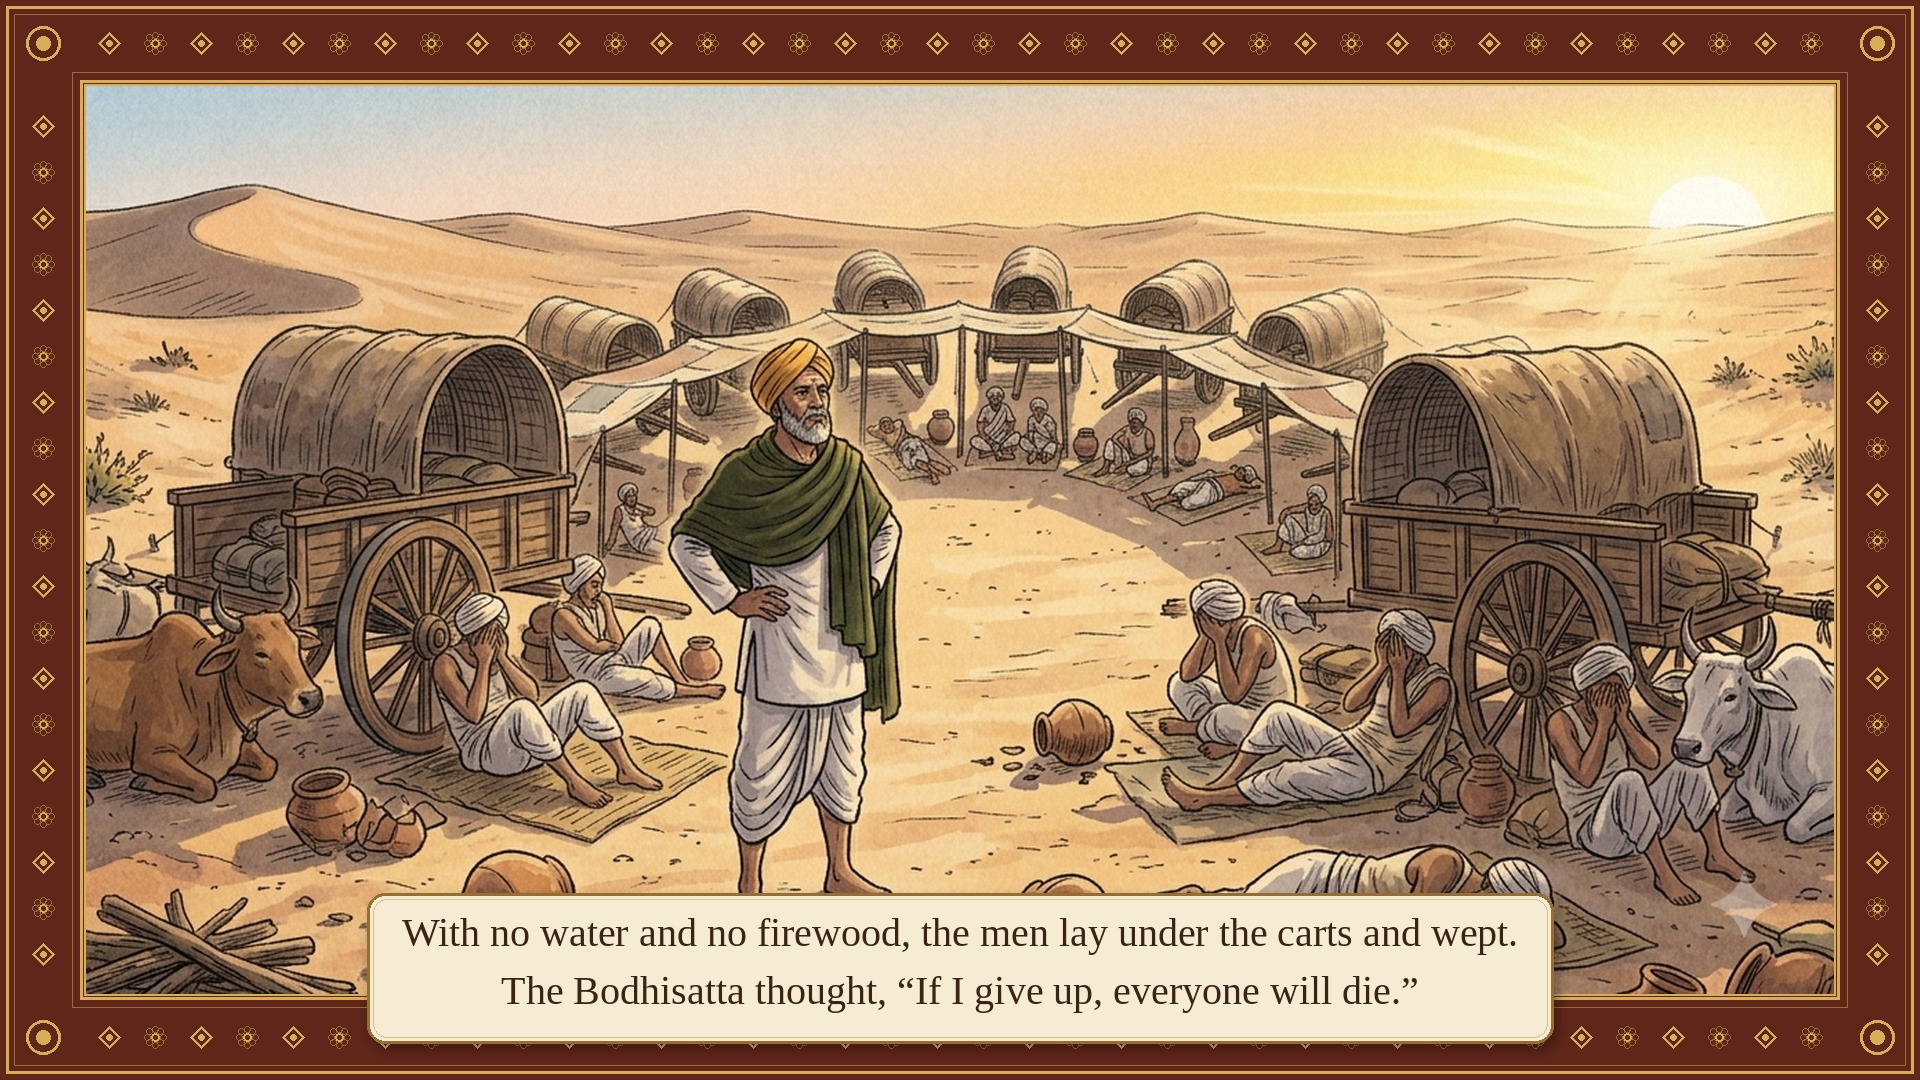 With no water and no firewood, the men lay under the carts and wept.
The Bodhisatta thought, “If I give up, everyone will die.”